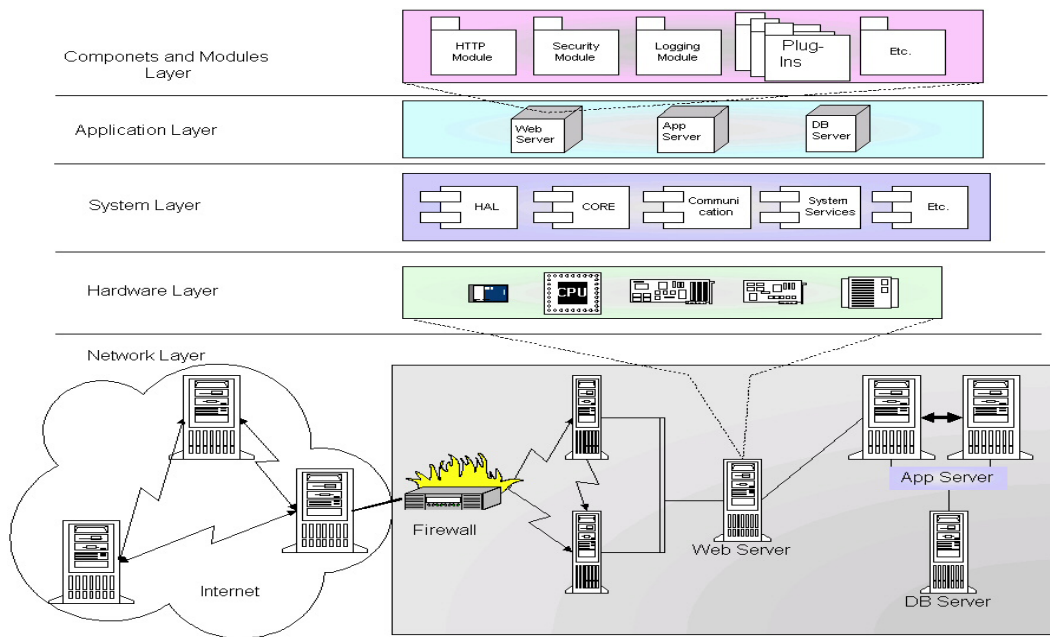 Componets and Modules
Layer
HTTP
Module
Security
Module
Logging
Module
Plug-
Ins
Etc.
Application Layer
Web
Server
App
Server
DB
Server
System Layer
HAL
CORE
Communi
cation
System
Services
Etc.
Hardware Layer
CPU
Network Layer
Internet
Firewall
Web Server
App Server
DB Server